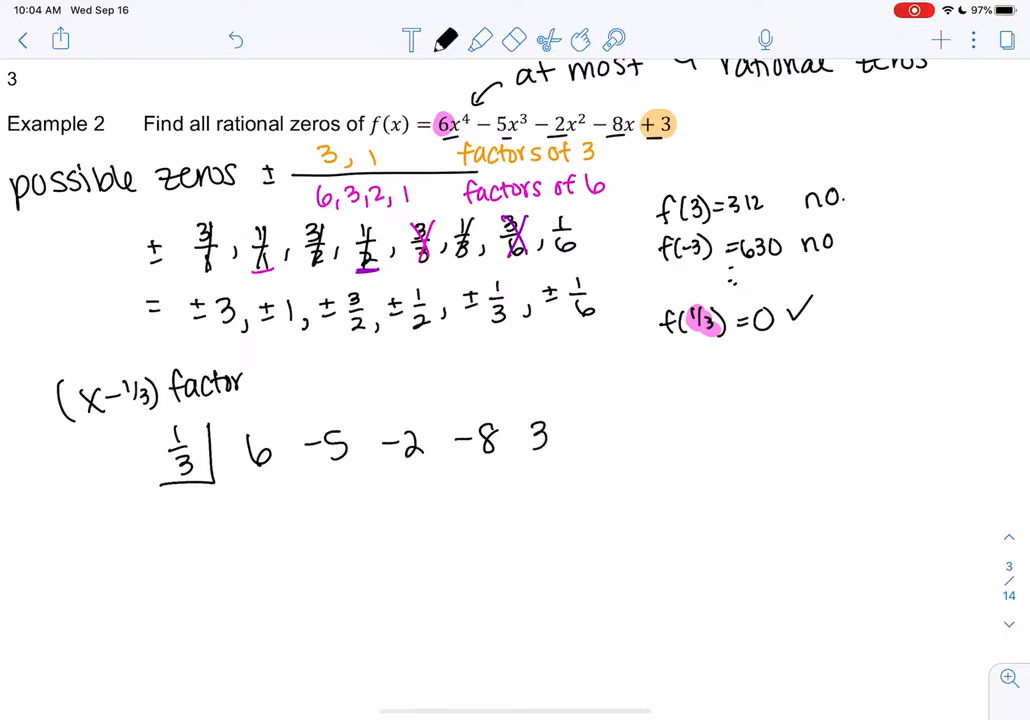 10:04 AM Wed Sep 16
97%
T
3
at most 4 rational zeros
Example 2 Find all rational zeros of f(x) = 6x⁴ − 5x³ − 2x² − 8x + 3
3, 1 factors of 3
possible zeros ±
6, 3, 2, 1 factors of 6
± 3/1, 1/1, 3/2, 1/2, 3/3, 1/3, 3/6, 1/6
= ±3, ±1, ±3/2, ±1/2, ±1/3, ±1/6
f(3)=312 no.
f(-3)=630 no
⋮
f(1/3)=0 ✓
(x-1/3) factor
1/3 | 6 -5 -2 -8 3
3
/
14